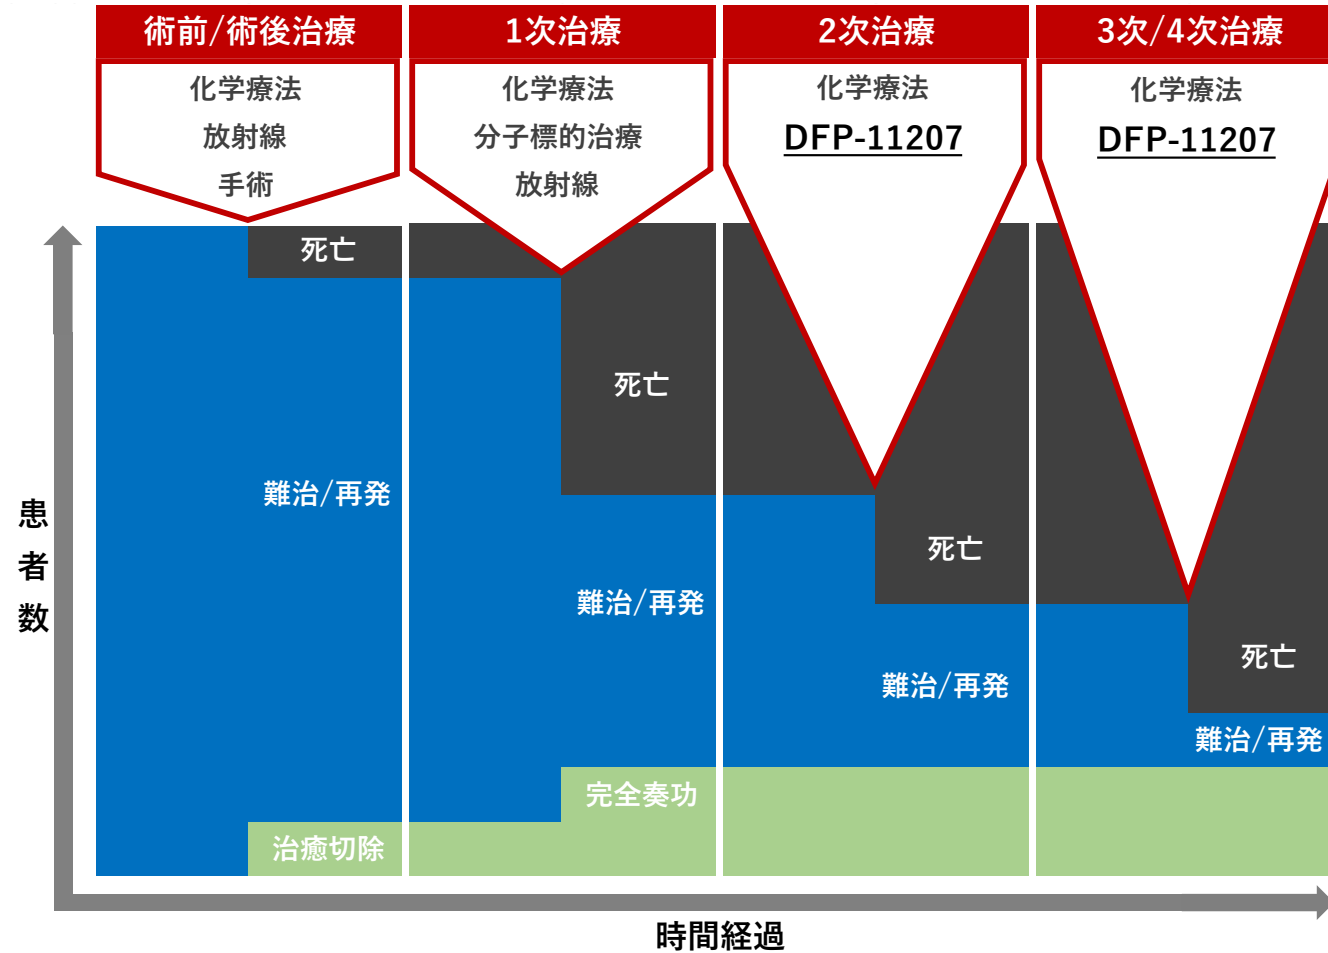 術前/術後治療
化学療法
放射線
手術
1次治療
化学療法
分子標的治療
放射線
2次治療
化学療法
DFP-11207
3次/4次治療
化学療法
DFP-11207
死亡
難治/再発
治癒切除
死亡
難治/再発
完全奏功
死亡
難治/再発
死亡
難治/再発
患者数
時間経過